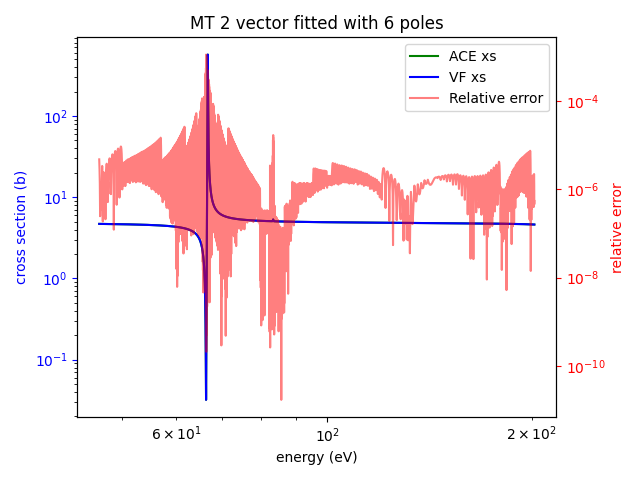 MT 2 vector fitted with 6 poles
ACE xs
VF xs
Relative error
cross section (b)
10²
10¹
10⁰
10⁻¹
10⁻⁴
10⁻⁶
10⁻⁸
10⁻¹⁰
relative error
6 × 10¹
10²
2 × 10²
energy (eV)